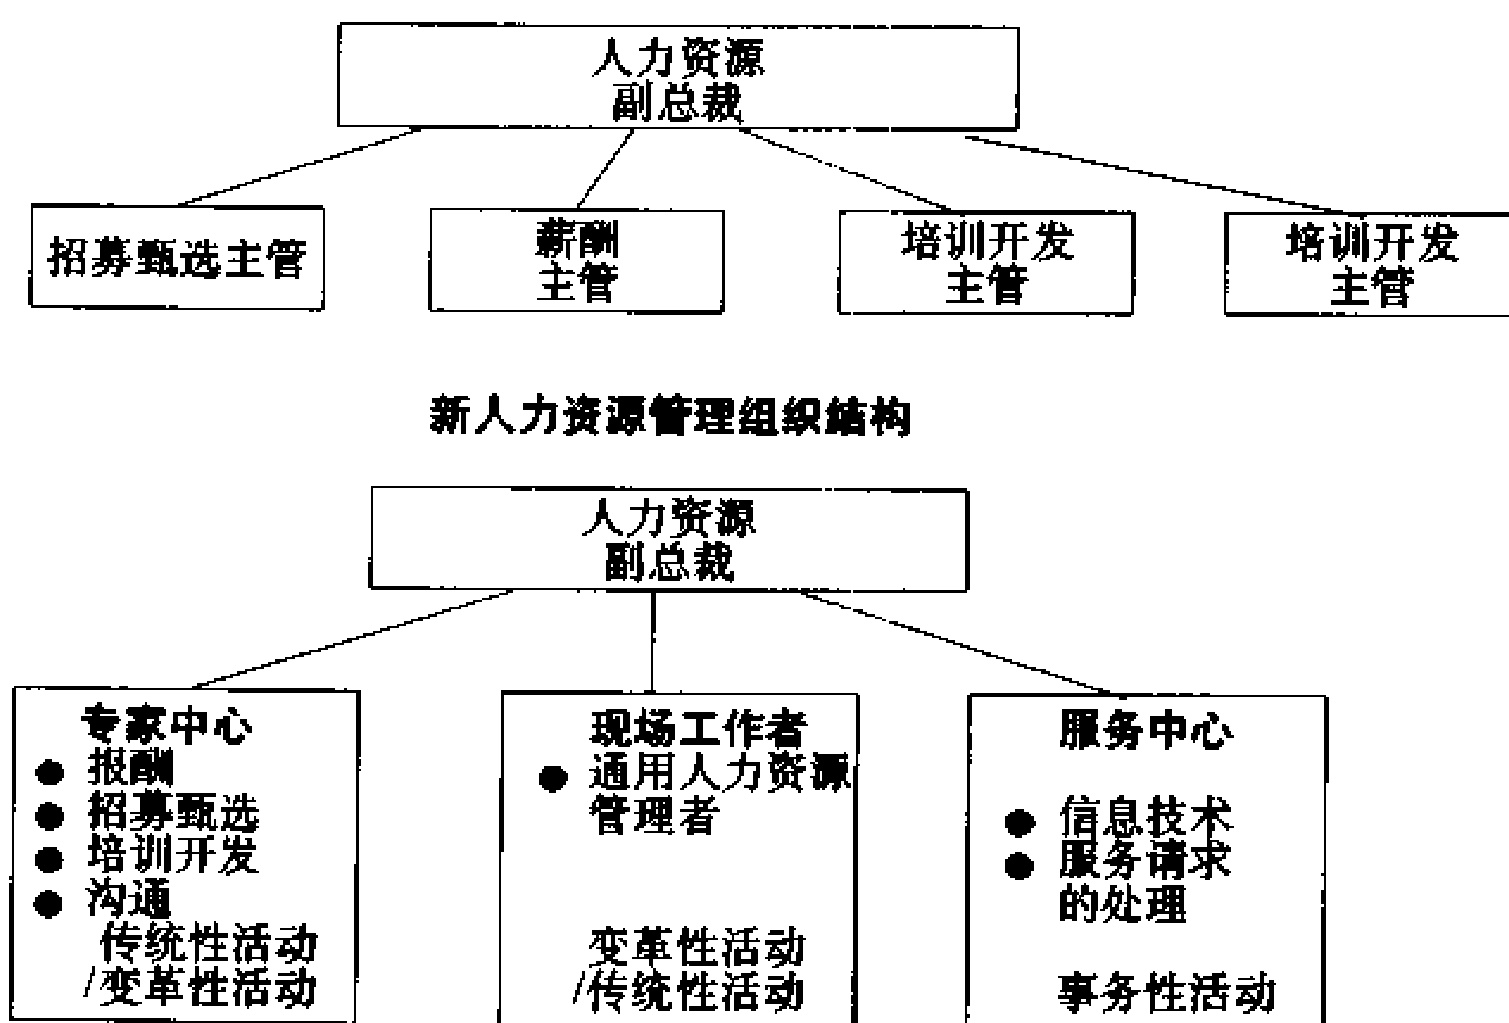 人力资源
副总裁
招募甄选主管
薪酬
主管
培训开发
主管
培训开发
主管
新人力资源管理组织结构
人力资源
副总裁
专家中心
● 报酬
● 招募甄选
● 培训开发
● 沟通
传统性活动
/变革性活动
现场工作者
● 通用人力资源
管理者
变革性活动
/传统性活动
服务中心
● 信息技术
● 服务请求
的处理
事务性活动